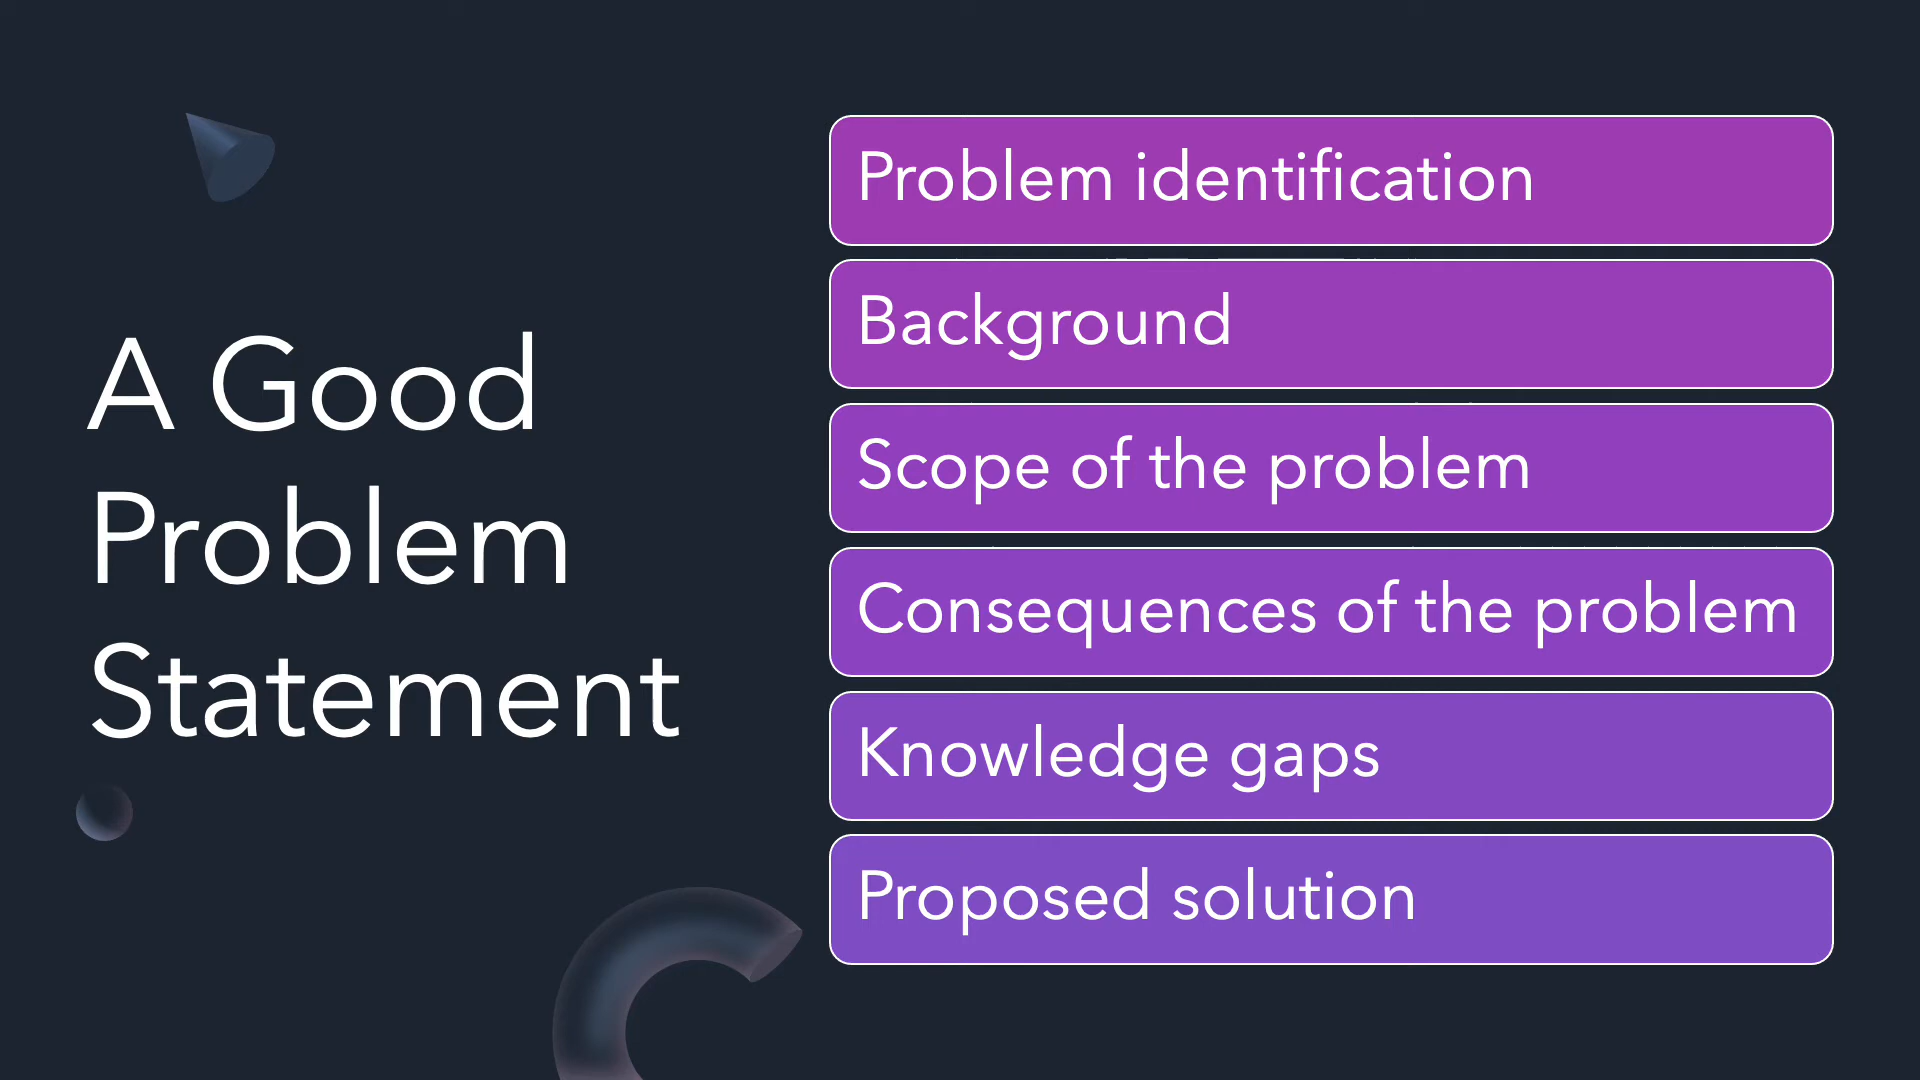 A Good
Problem
Statement
Problem identification
Background
Scope of the problem
Consequences of the problem
Knowledge gaps
Proposed solution